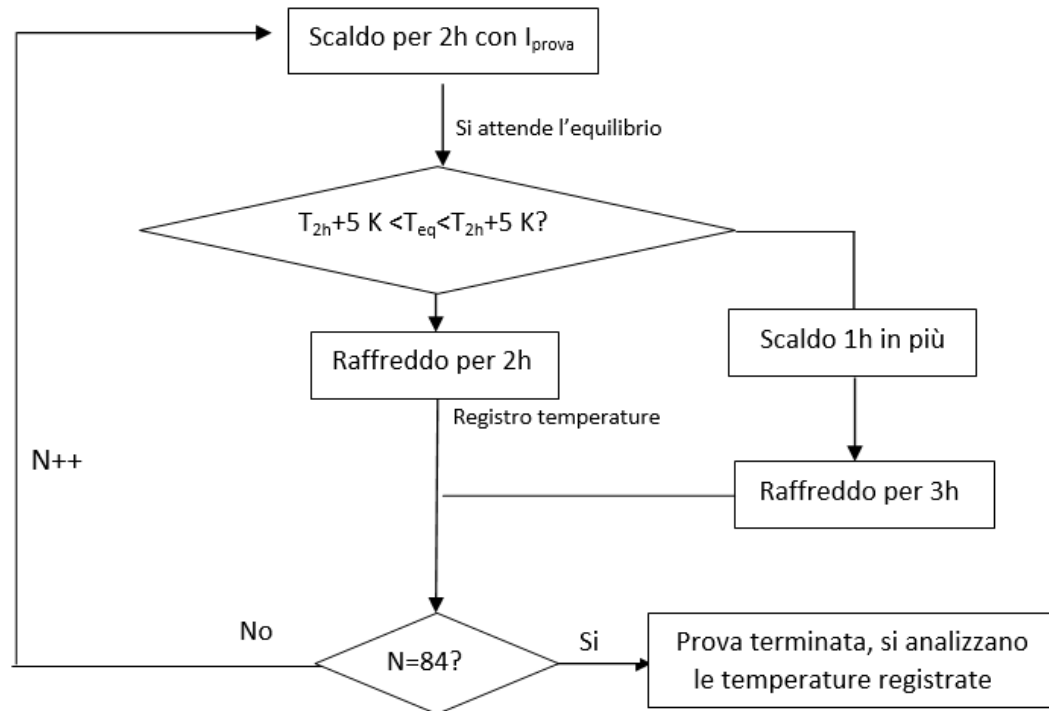 Scaldo per 2h con Iprova
Si attende l'equilibrio
T2h+5 K <Teq<T2h+5 K?
Raffreddo per 2h
Scaldo 1h in più
Registro temperature
N++
Raffreddo per 3h
No
Si
N=84?
Prova terminata, si analizzano
le temperature registrate